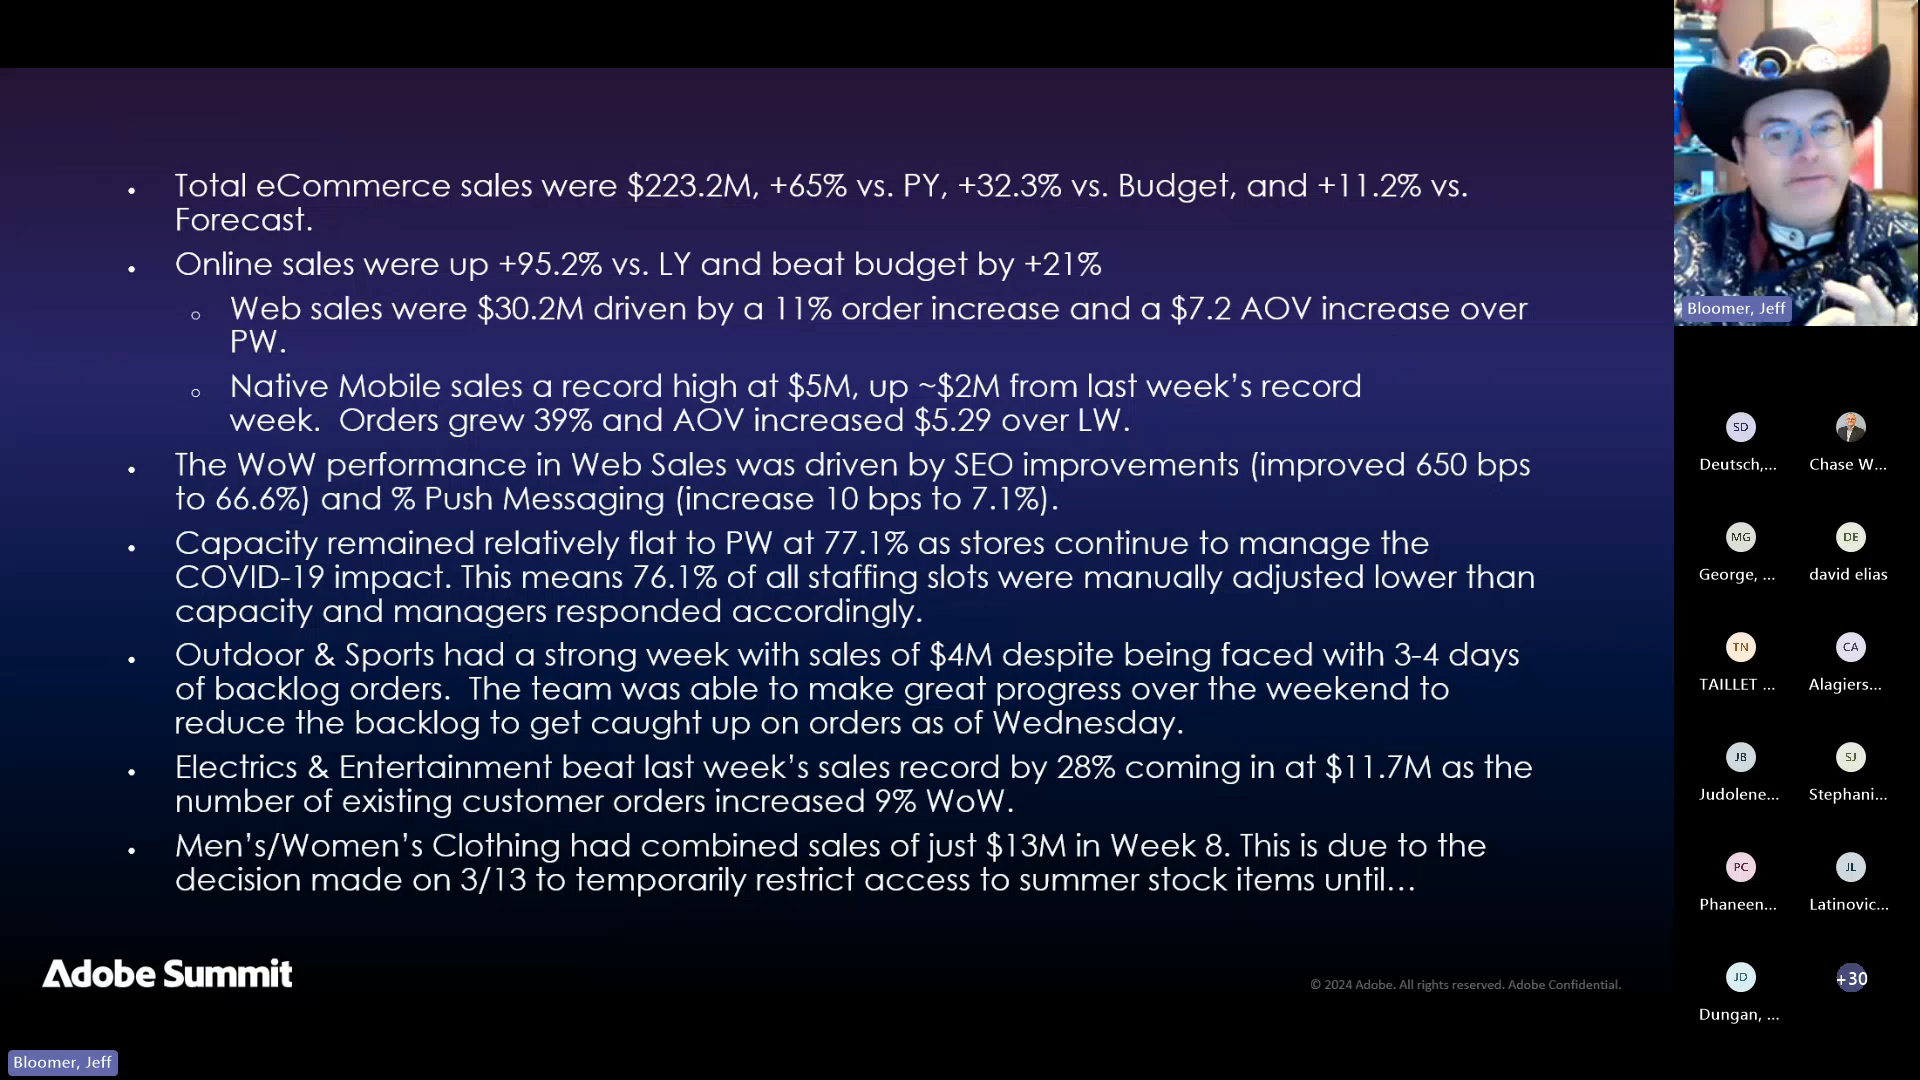 • Total eCommerce sales were $223.2M, +65% vs. PY, +32.3% vs. Budget, and +11.2% vs.
Forecast.
• Online sales were up +95.2% vs. LY and beat budget by +21%
○ Web sales were $30.2M driven by a 11% order increase and a $7.2 AOV increase over
PW.
○ Native Mobile sales a record high at $5M, up ~$2M from last week’s record
week.  Orders grew 39% and AOV increased $5.29 over LW.
• The WoW performance in Web Sales was driven by SEO improvements (improved 650 bps
to 66.6%) and % Push Messaging (increase 10 bps to 7.1%).
• Capacity remained relatively flat to PW at 77.1% as stores continue to manage the
COVID-19 impact. This means 76.1% of all staffing slots were manually adjusted lower than
capacity and managers responded accordingly.
• Outdoor & Sports had a strong week with sales of $4M despite being faced with 3-4 days
of backlog orders.  The team was able to make great progress over the weekend to
reduce the backlog to get caught up on orders as of Wednesday.
• Electrics & Entertainment beat last week’s sales record by 28% coming in at $11.7M as the
number of existing customer orders increased 9% WoW.
• Men’s/Women’s Clothing had combined sales of just $13M in Week 8. This is due to the
decision made on 3/13 to temporarily restrict access to summer stock items until…
Adobe Summit
© 2024 Adobe. All rights reserved. Adobe Confidential.
Bloomer, Jeff
Bloomer, Jeff
SD
Deutsch,...
Chase W...
MG
George, ...
DE
david elias
TN
TAILLET ...
CA
Alagiers...
JB
Judolene...
SJ
Stephani...
PC
Phaneen...
JL
Latinovic...
JD
Dungan, ...
+30